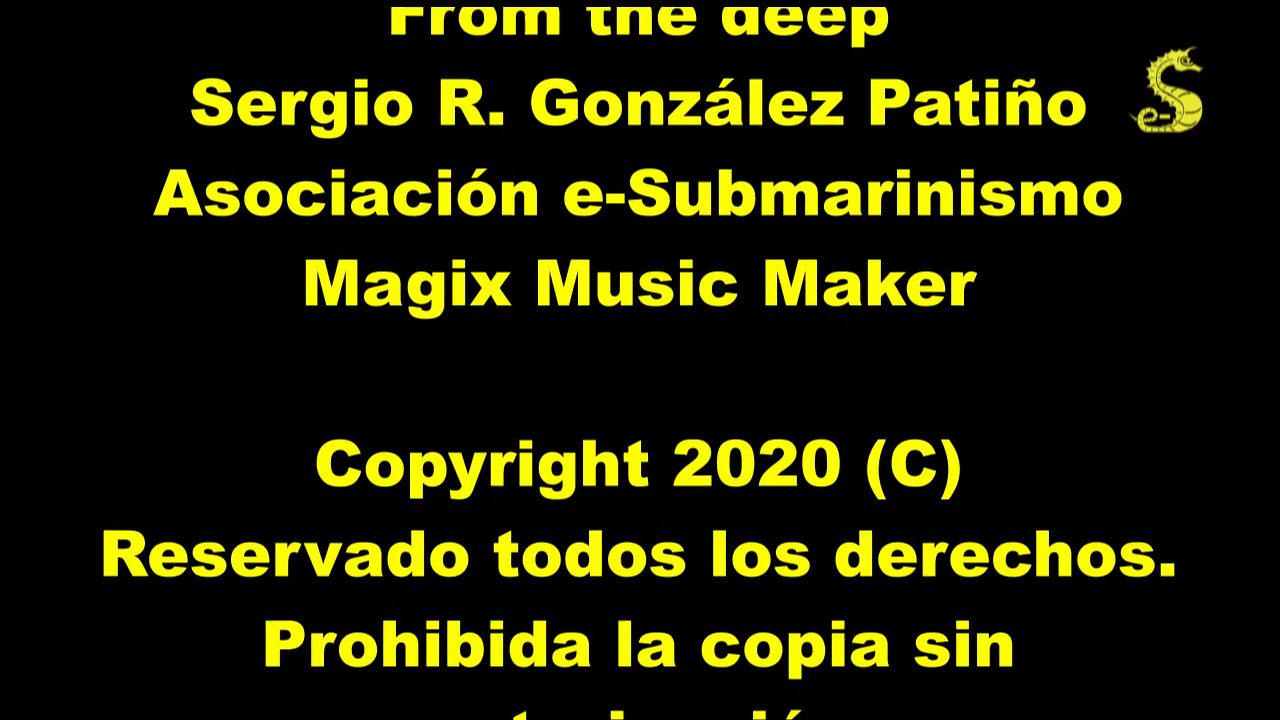 From the deep
Sergio R. González Patiño
Asociación e-Submarinismo
Magix Music Maker
Copyright 2020 (C)
Reservado todos los derechos.
Prohibida la copia sin